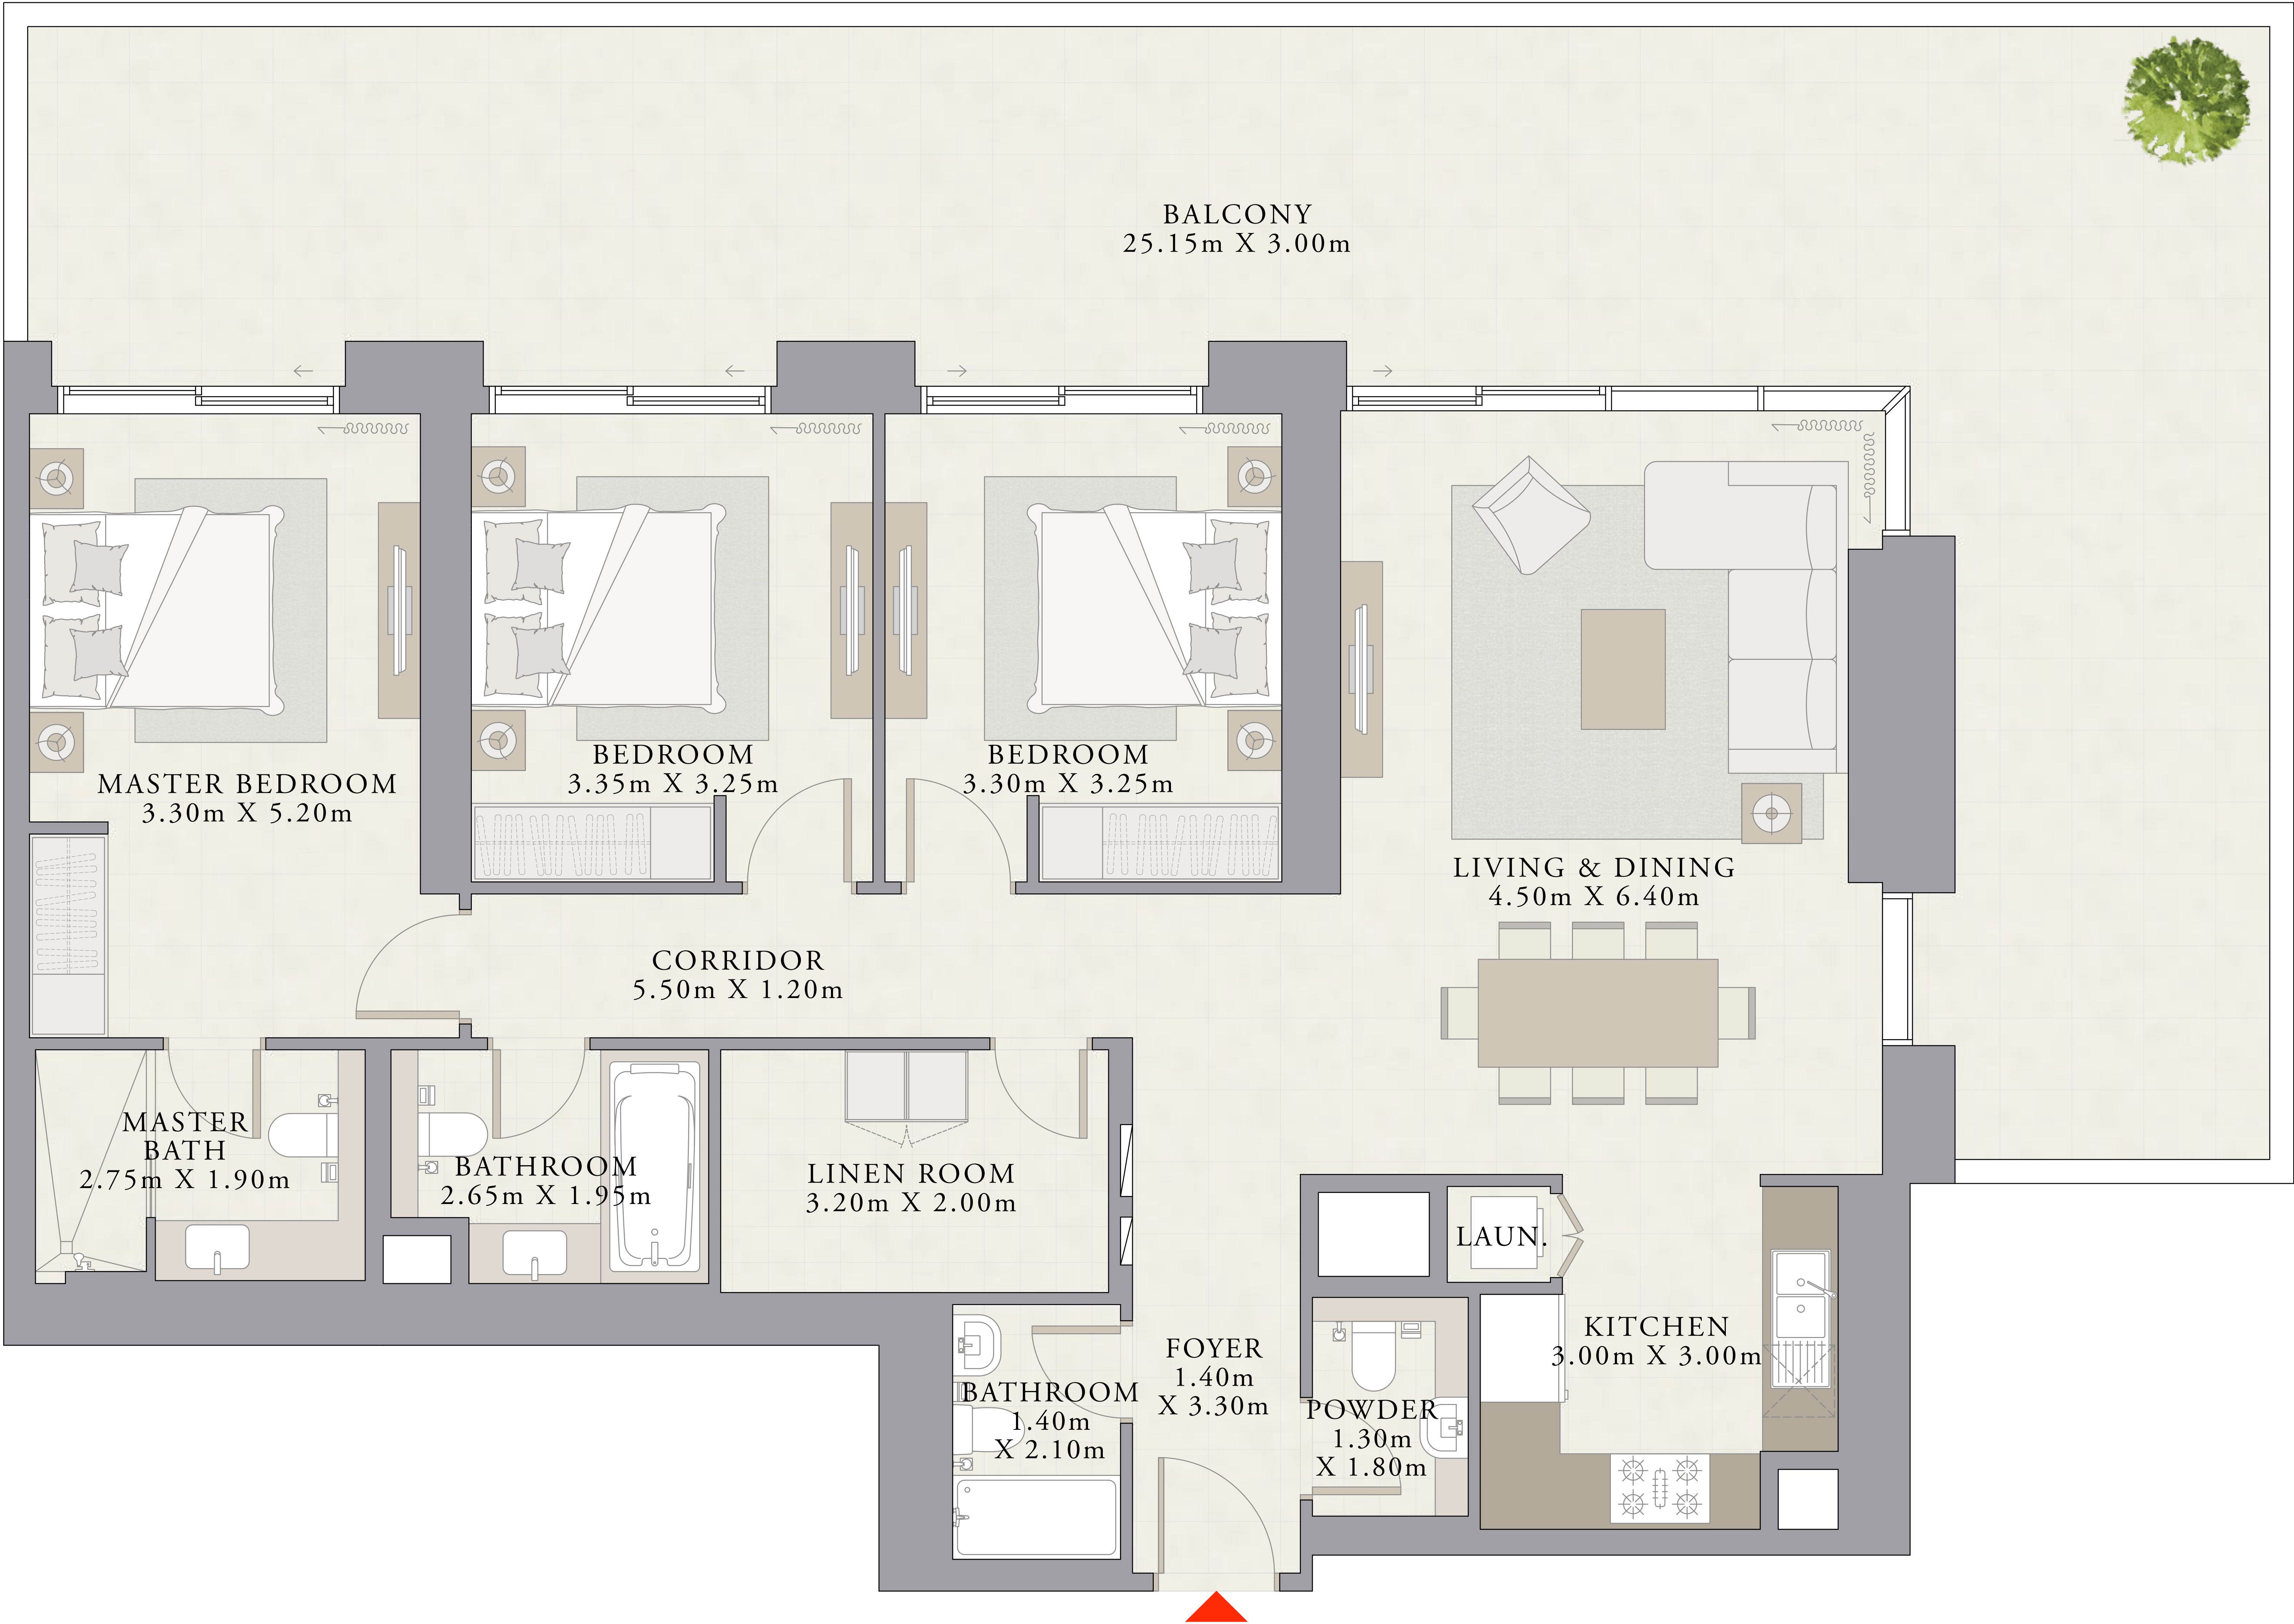 BALCONY
25.15m X 3.00m
BEDROOM
3.35m X 3.25m
BEDROOM
3.30m X 3.25m
MASTER BEDROOM
3.30m X 5.20m
LIVING & DINING
4.50m X 6.40m
CORRIDOR
5.50m X 1.20m
MASTER
BATH
2.75m X 1.90m
BATHROOM
2.65m X 1.95m
LINEN ROOM
3.20m X 2.00m
LAUN.
KITCHEN
3.00m X 3.00m
FOYER
1.40m
X 3.30m
BATHROOM
1.40m
X 2.10m
POWDER
1.30m
X 1.80m